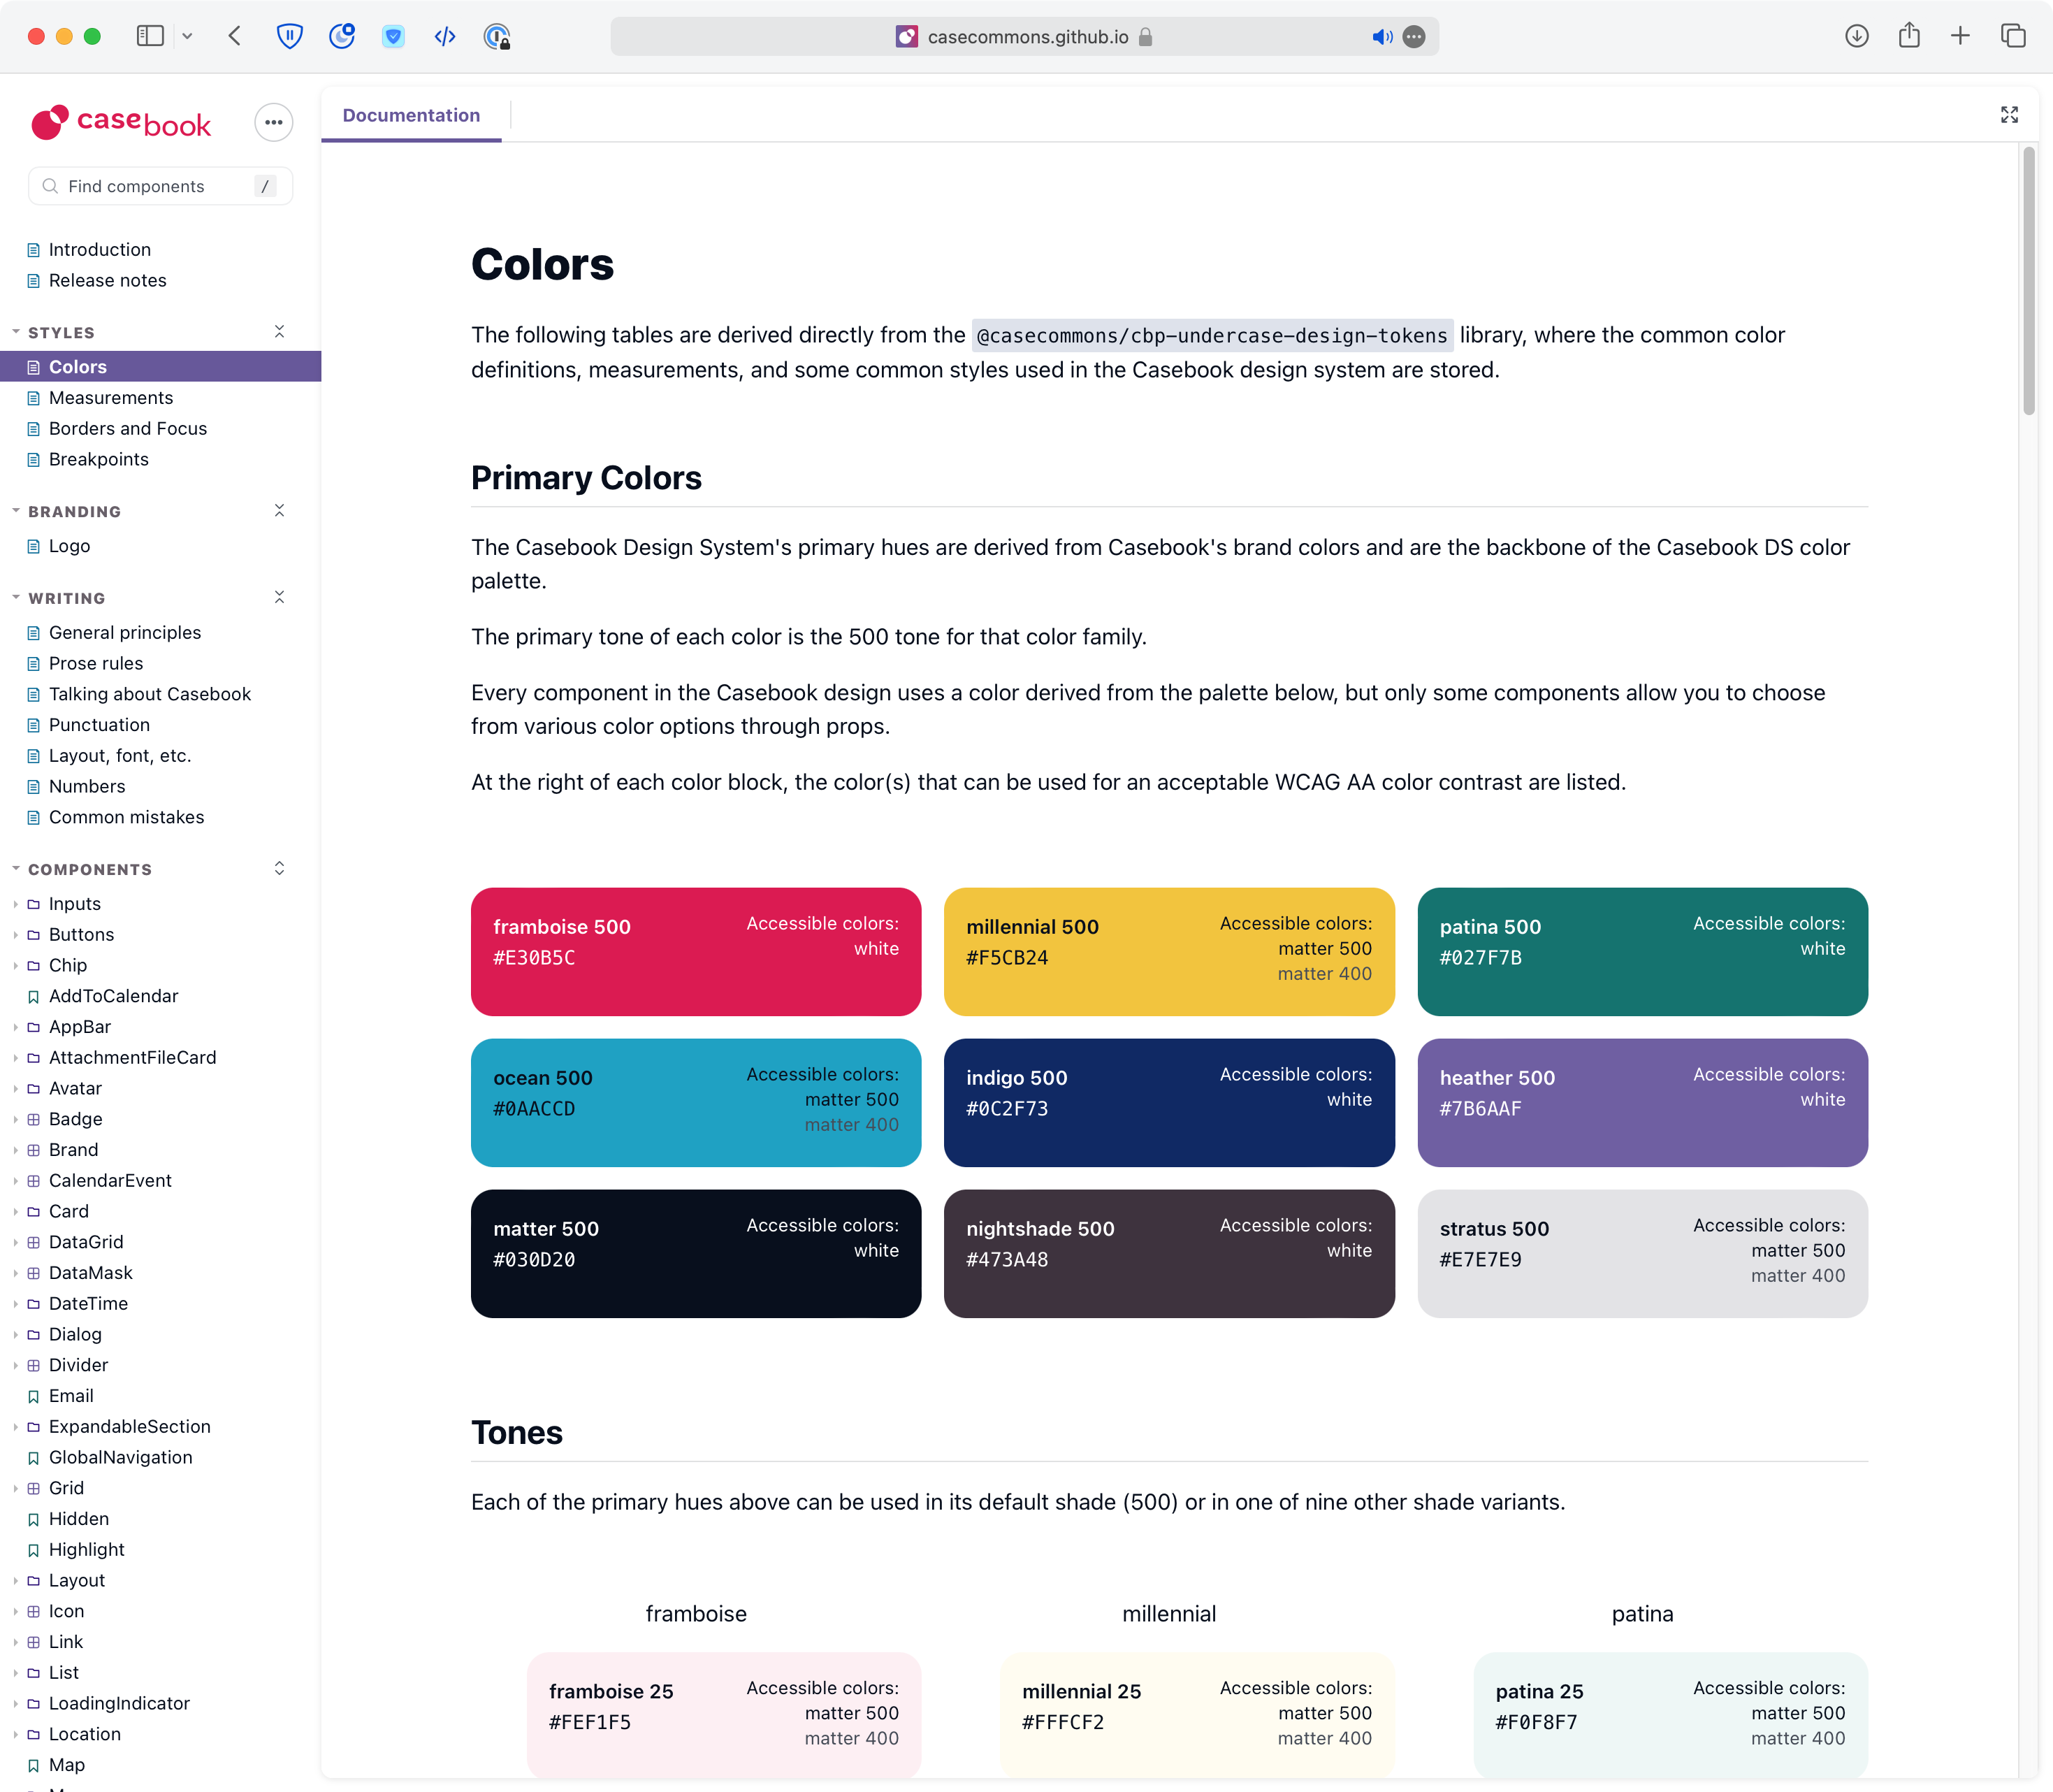 casecommons.github.io
casebook
Find components
/
Introduction
Release notes
STYLES
Colors
Measurements
Borders and Focus
Breakpoints
BRANDING
Logo
WRITING
General principles
Prose rules
Talking about Casebook
Punctuation
Layout, font, etc.
Numbers
Common mistakes
COMPONENTS
Inputs
Buttons
Chip
AddToCalendar
AppBar
AttachmentFileCard
Avatar
Badge
Brand
CalendarEvent
Card
DataGrid
DataMask
DateTime
Dialog
Divider
Email
ExpandableSection
GlobalNavigation
Grid
Hidden
Highlight
Layout
Icon
Link
List
LoadingIndicator
Location
Map
Documentation
Colors
The following tables are derived directly from the @casecommons/cbp-undercase-design-tokens library, where the common color
definitions, measurements, and some common styles used in the Casebook design system are stored.
Primary Colors
The Casebook Design System's primary hues are derived from Casebook's brand colors and are the backbone of the Casebook DS color
palette.
The primary tone of each color is the 500 tone for that color family.
Every component in the Casebook design uses a color derived from the palette below, but only some components allow you to choose
from various color options through props.
At the right of each color block, the color(s) that can be used for an acceptable WCAG AA color contrast are listed.
framboise 500
#E30B5C
Accessible colors:
white
millennial 500
#F5CB24
Accessible colors:
matter 500
matter 400
patina 500
#027F7B
Accessible colors:
white
ocean 500
#0AACCD
Accessible colors:
matter 500
matter 400
indigo 500
#0C2F73
Accessible colors:
white
heather 500
#7B6AAF
Accessible colors:
white
matter 500
#030D20
Accessible colors:
white
nightshade 500
#473A48
Accessible colors:
white
stratus 500
#E7E7E9
Accessible colors:
matter 500
matter 400
Tones
Each of the primary hues above can be used in its default shade (500) or in one of nine other shade variants.
framboise
millennial
patina
framboise 25
#FEF1F5
Accessible colors:
matter 500
matter 400
millennial 25
#FFFCF2
Accessible colors:
matter 500
matter 400
patina 25
#F0F8F7
Accessible colors:
matter 500
matter 400